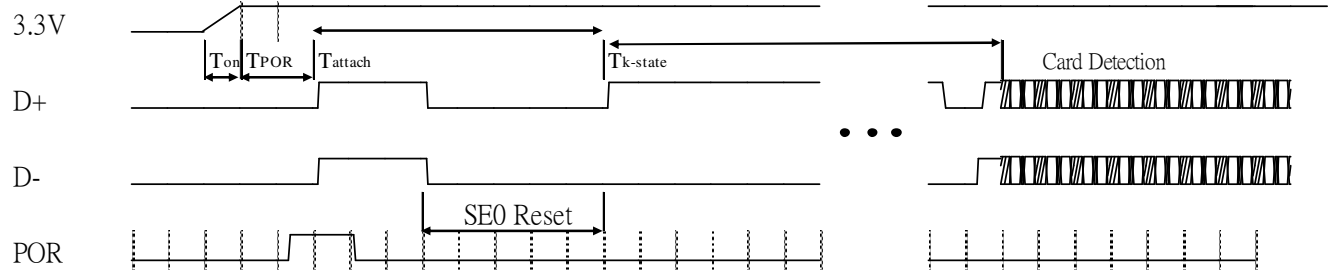 3.3V
Ton TPOR Tattach Tk-state Card Detection
D+
D-
SE0 Reset
POR